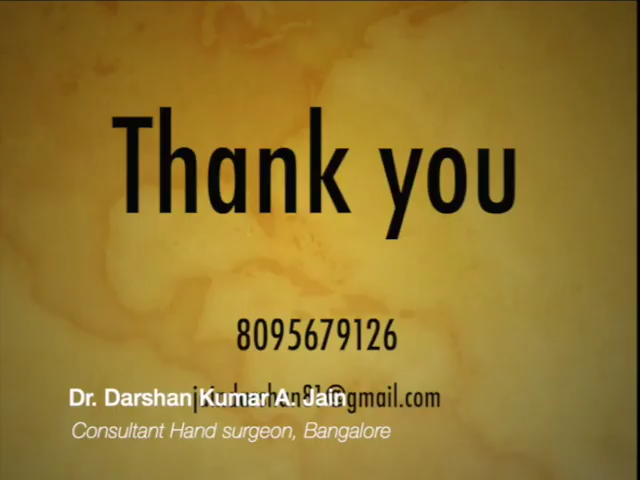 Thank you
8095679126
Dr. Darshan Kumar A. Jain
@gmail.com
Consultant Hand surgeon, Bangalore